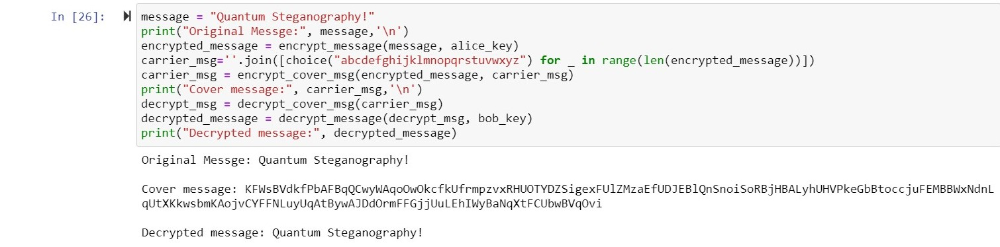 In [26]: message = "Quantum Steganography!"
print("Original Messge:", message,'\n')
encrypted_message = encrypt_message(message, alice_key)
carrier_msg=''.join([choice("abcdefghijklmnopqrstuvwxyz") for _ in range(len(encrypted_message))])
carrier_msg = encrypt_cover_msg(encrypted_message, carrier_msg)
print("Cover message:", carrier_msg,'\n')
decrypt_msg = decrypt_cover_msg(carrier_msg)
decrypted_message = decrypt_message(decrypt_msg, bob_key)
print("Decrypted message:", decrypted_message)
Original Messge: Quantum Steganography!
Cover message: KFWsBVdkfPbAFBqQCwyWAqoOwOkcfkUfrmpzvxRHUOTYDZSigexFUlZMzaEfUDJEBlQnSnoiSoRBjHBALyhUHVPkeGbBtoccjuFEMBBWxNdnL
qUtXKkwsbmKAojvCYFFNLuyUqAtBywAJDdOrmFFGjjUuLEhIWyBaNqXtFCUbwBVqOvi
Decrypted message: Quantum Steganography!